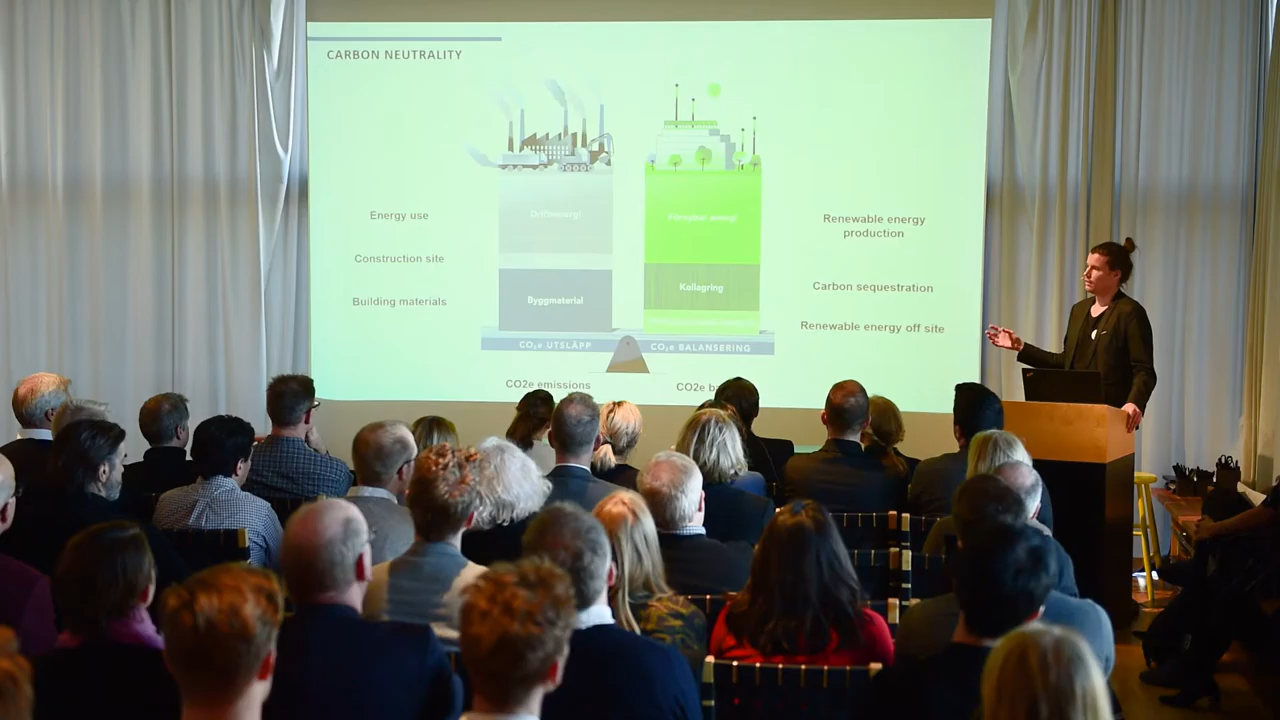 CARBON NEUTRALITY
Energy use
Construction site
Building materials
Driftenergi
Byggmaterial
Förnybar energi
Kollagring
Renewable energy
production
Carbon sequestration
Renewable energy off site
CO₂e UTSLÄPP
CO₂e BALANSERING
CO2e emissions
CO2e